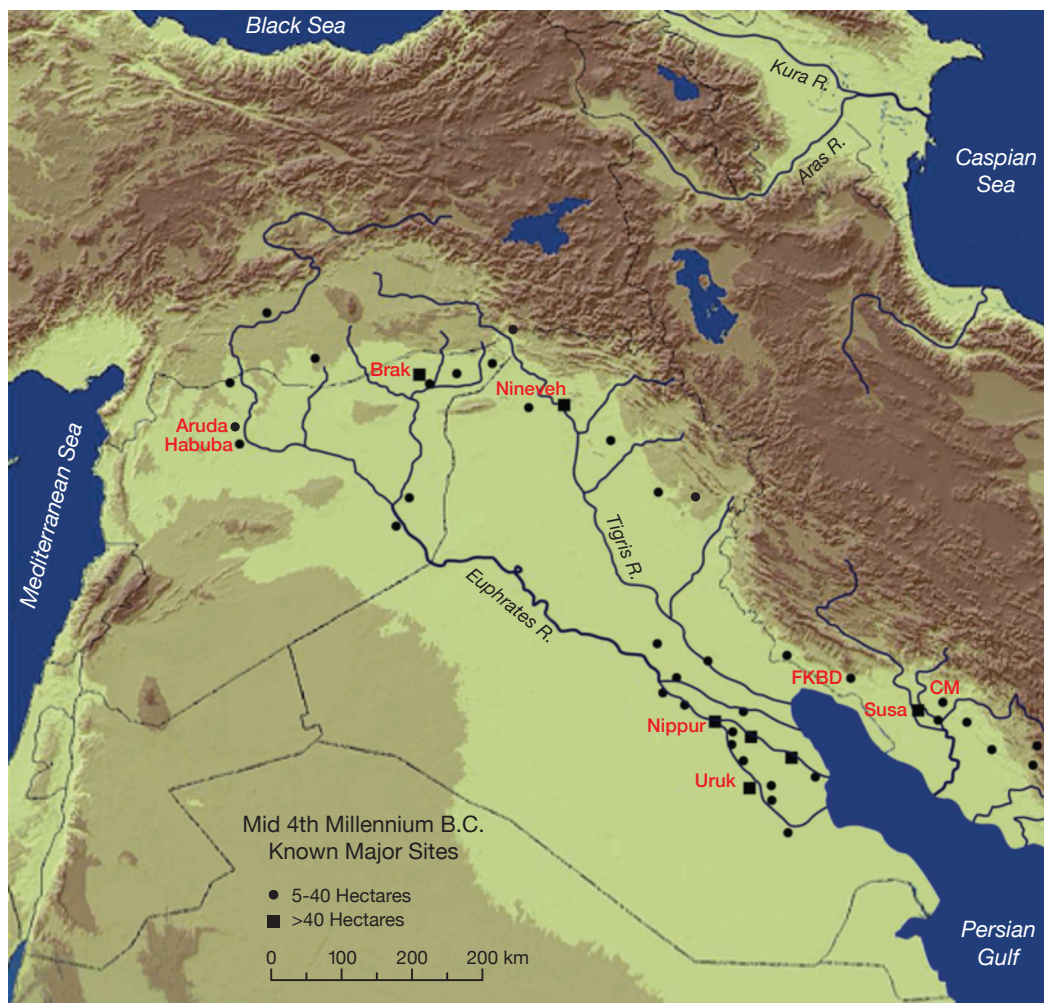 Black Sea
Kura R.
Aras R.
Caspian
Sea
Brak
Nineveh
Aruda
Habuba
Mediterranean Sea
Tigris R.
Euphrates R.
FKBD
CM
Susa
Nippur
Uruk
Mid 4th Millennium B.C.
Known Major Sites
5-40 Hectares
>40 Hectares
0 100 200 200 km
Persian
Gulf